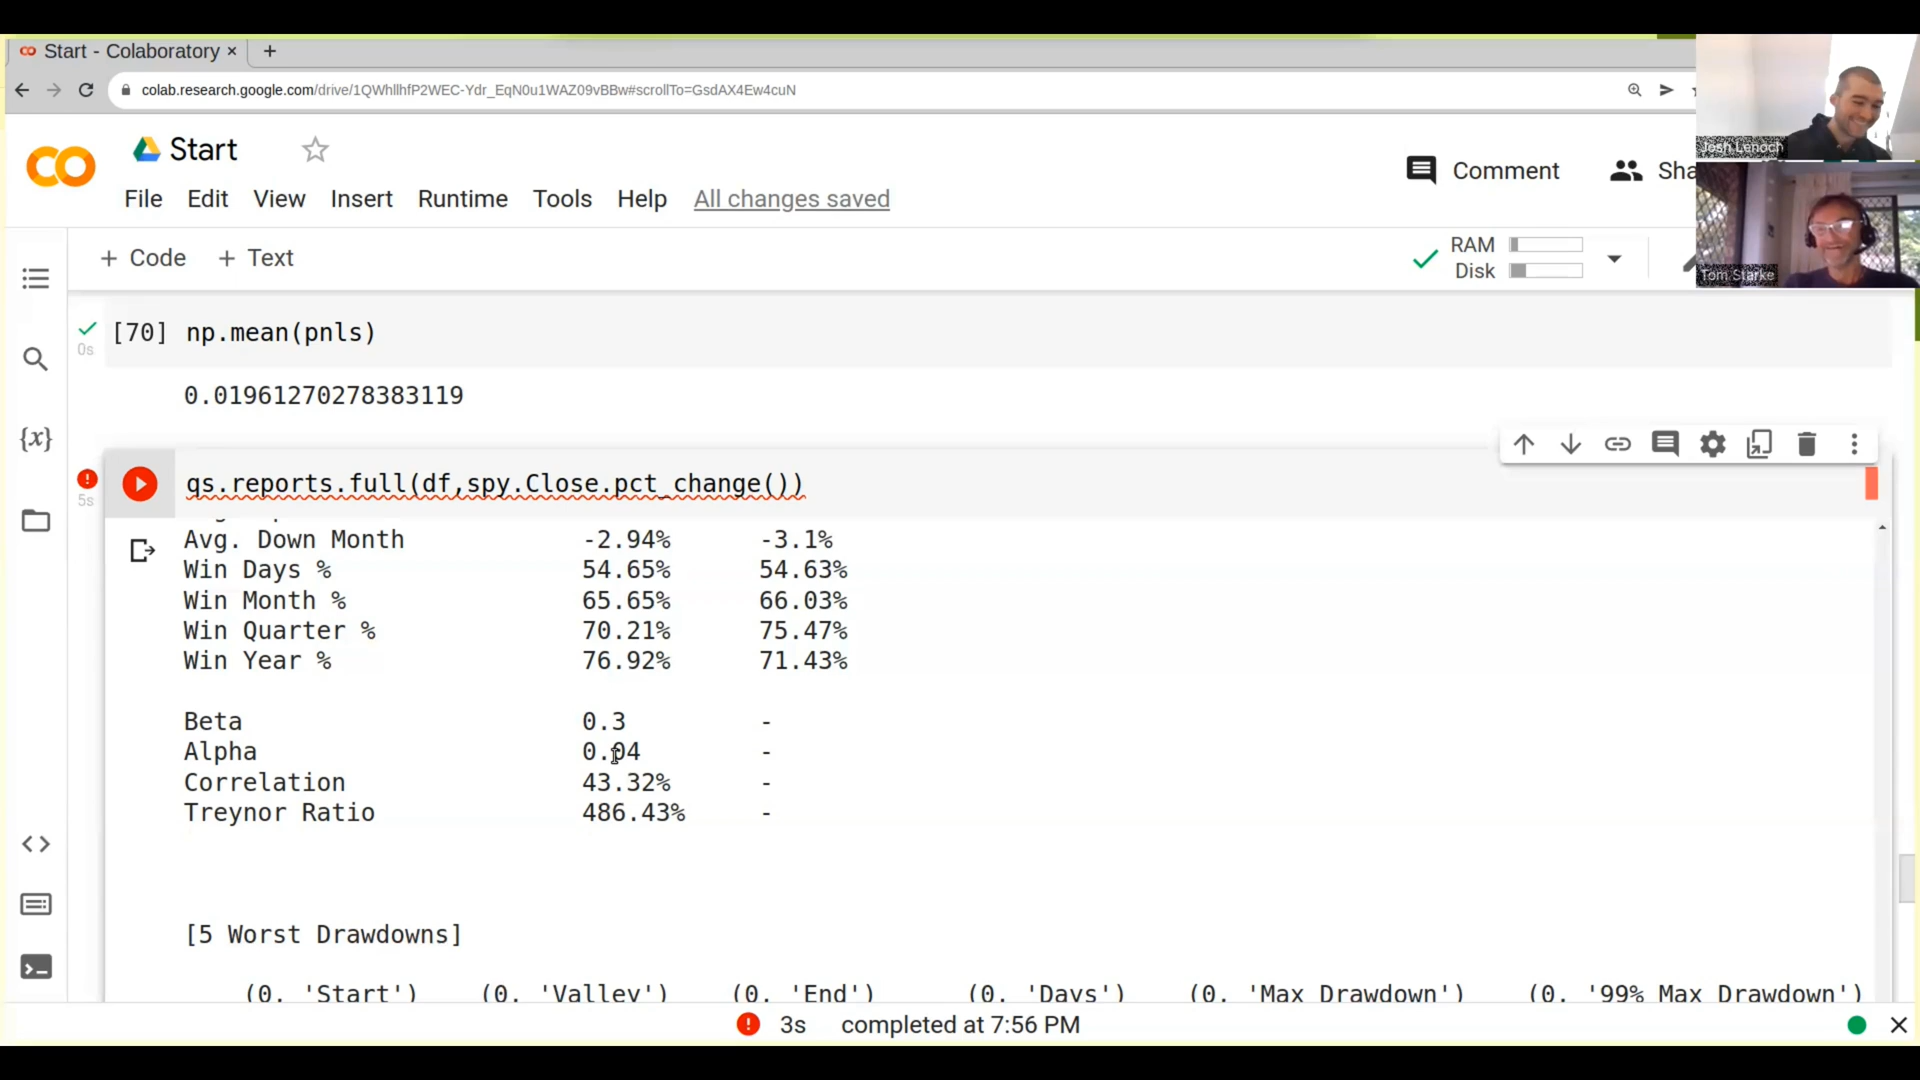 Start - Colaboratory × +
colab.research.google.com/drive/1QWhllhfP2WEC-Ydr_EqN0u1WAZ09vBBw#scrollTo=GsdAX4Ew4cuN
Start
Comment
Sha
File Edit View Insert Runtime Tools Help All changes saved
+ Code + Text
RAM
Disk
Josh Lenoch
Tom Starke
[70] np.mean(pnls)
0s
0.01961270278383119
qs.reports.full(df,spy.Close.pct_change())
5s
Avg. Down Month -2.94% -3.1%
Win Days % 54.65% 54.63%
Win Month % 65.65% 66.03%
Win Quarter % 70.21% 75.47%
Win Year % 76.92% 71.43%
Beta 0.3 -
Alpha 0.04 -
Correlation 43.32% -
Treynor Ratio 486.43% -
[5 Worst Drawdowns]
(0, 'Start') (0, 'Valley') (0, 'End') (0, 'Days') (0, 'Max Drawdown') (0, '99% Max Drawdown')
3s completed at 7:56 PM